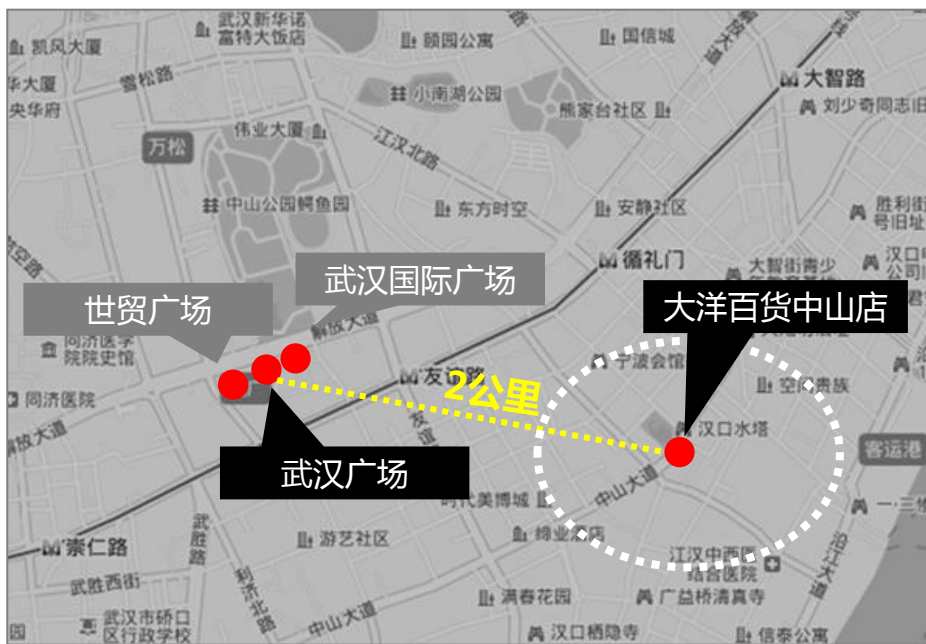 武汉新华诺
富特大饭店
凯风大厦
颐园公寓
国信城
解放大道
雪松路
大智路
华大厦
央华府
小南湖公园
熊家台社区
刘少奇同志旧
伟业大厦
万松
江汉北路
中山公园鳄鱼园
东方时空
安静社区
胜利街
号旧址
循礼门
大智街青少
汉口
公司
武汉国际广场
世贸广场
大洋百货中山店
解放大道
同济医学
院院史馆
宁波会馆
友谊路
2公里
空间贵族
同济医院
解放大道
友谊
汉口水塔
客运港
武汉广场
中山大道
时代美博城
武胜路
游艺社区
缔业酒店
沿江大道
崇仁路
江汉中西医
结合医院
武胜西街
利济北路
满春花园
广益桥清真寺
武汉市硚口
区行政学校
中山大道
汉口栖隐寺
信泰公寓
园